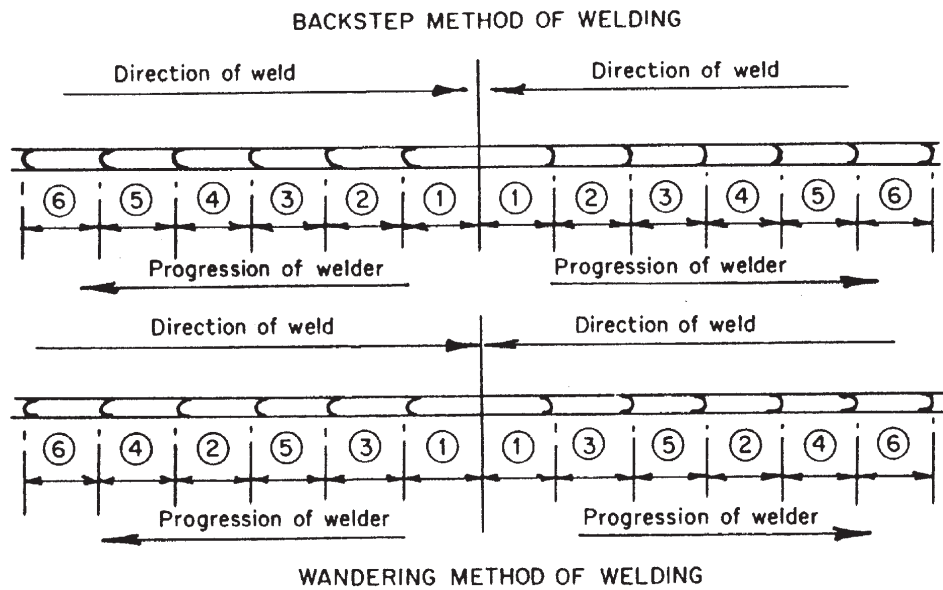 BACKSTEP METHOD OF WELDING
Direction of weld Direction of weld
6 5 4 3 2 1 1 2 3 4 5 6
Progression of welder Progression of welder
Direction of weld Direction of weld
6 4 2 5 3 1 1 3 5 2 4 6
Progression of welder Progression of welder
WANDERING METHOD OF WELDING